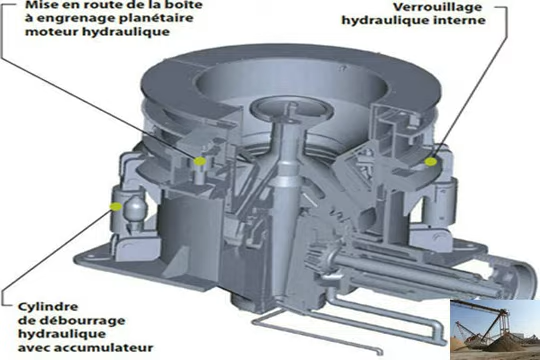 Mise en route de la boîte
à engrenage planétaire
moteur hydraulique
Verrouillage
hydraulique interne
Cylindre
de débourrage
hydraulique
avec accumulateur